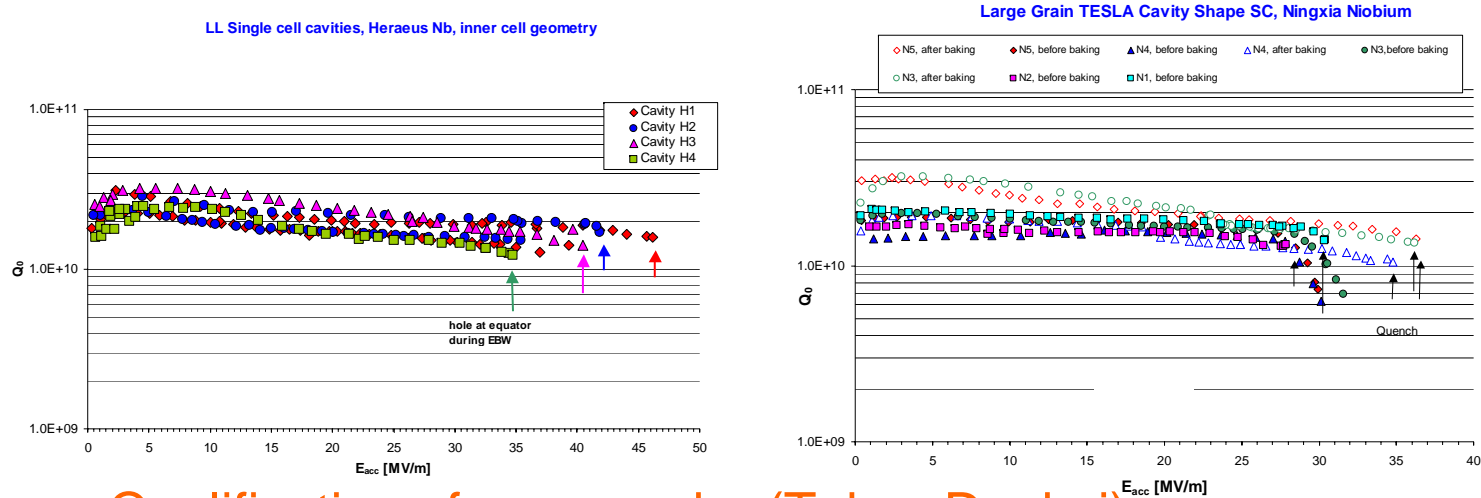 LL Single cell cavities, Heraeus Nb, inner cell geometry
1.0E+11
1.0E+10
1.0E+09
Q0
Cavity H1
Cavity H2
Cavity H3
Cavity H4
hole at equator
during EBW
0 5 10 15 20 25 30 35 40 45 50
Eacc [MV/m]
Large Grain TESLA Cavity Shape SC, Ningxia Niobium
N5, after baking N5, before baking N4, before baking N4, after baking N3,before baking
N3, after baking N2, before baking N1, before baking
1.0E+11
1.0E+10
1.0E+09
Q0
Quench
0 5 10 15 20 25 30 35 40
Eacc [MV/m]